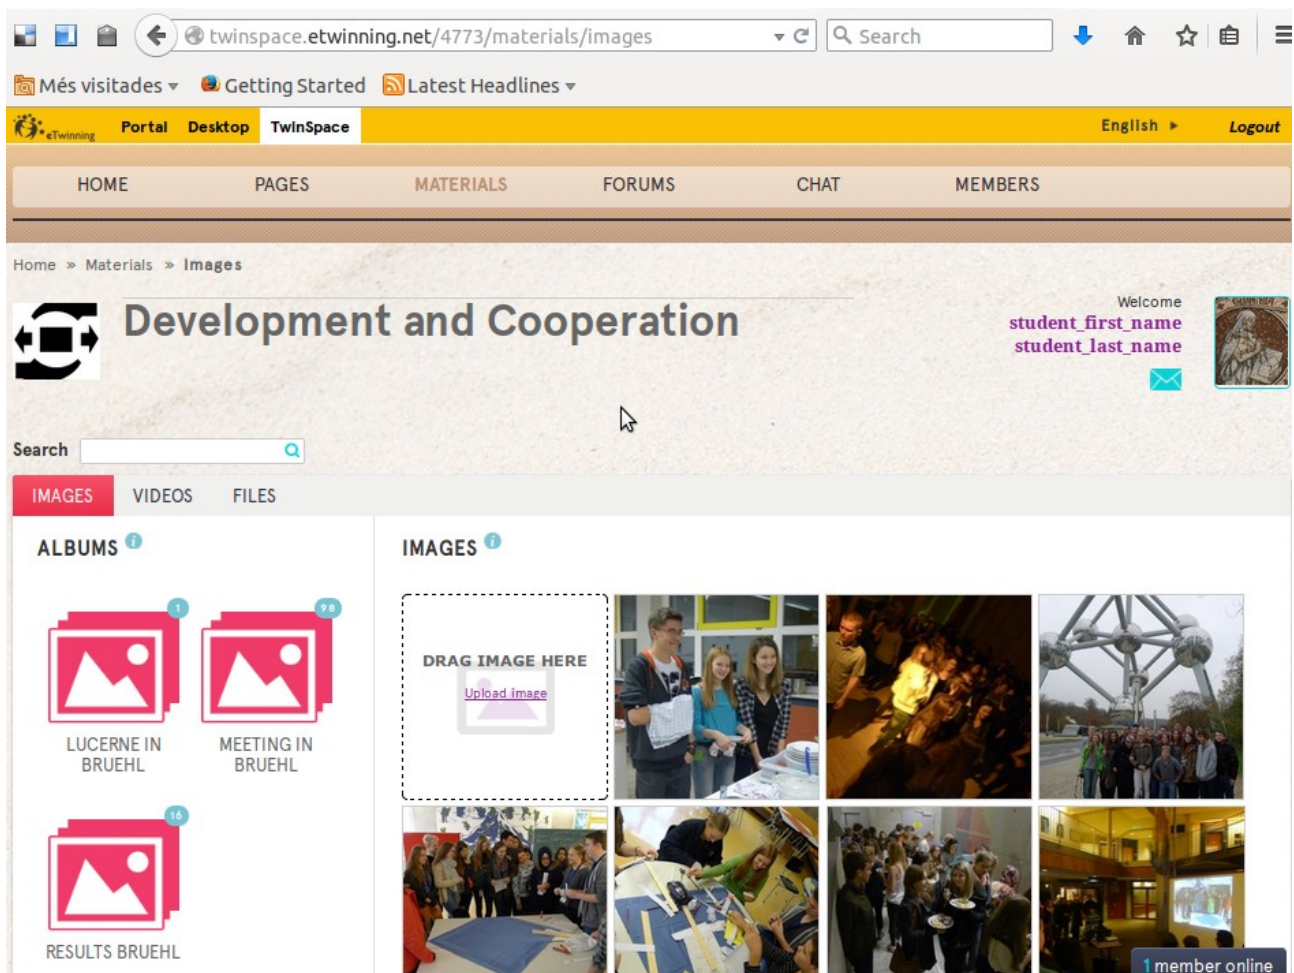 twinspace.etwinning.net/4773/materials/images
Search
Més visitades
Getting Started
Latest Headlines
eTwinning
Portal
Desktop
TwinSpace
English
Logout
HOME
PAGES
MATERIALS
FORUMS
CHAT
MEMBERS
Home » Materials » Images
Development and Cooperation
Welcome
student_first_name
student_last_name
Search
IMAGES
VIDEOS
FILES
ALBUMS
1
98
LUCERNE IN
BRUEHL
MEETING IN
BRUEHL
16
RESULTS BRUEHL
IMAGES
DRAG IMAGE HERE
Upload image
1 member online